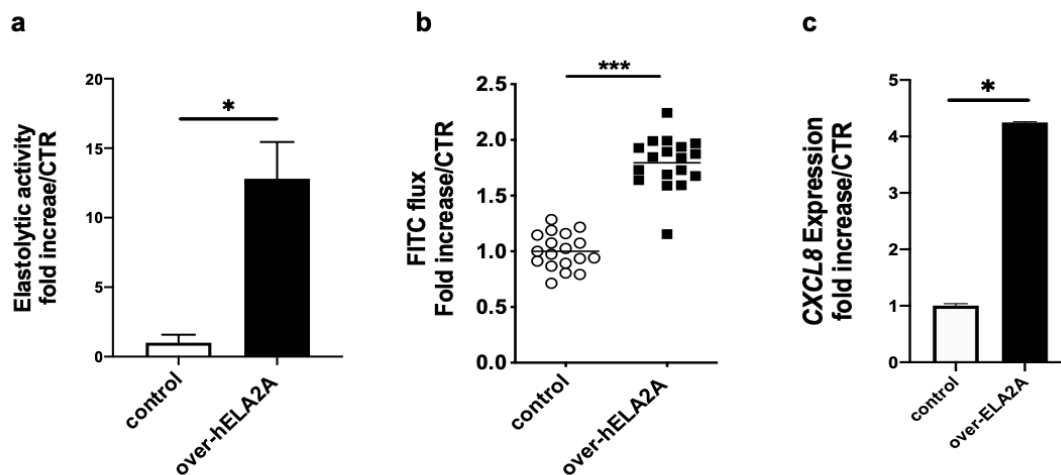 a
Elastolytic activity
fold increae/CTR
20
15
10
5
0
*
control
over-hELA2A
b
FITC flux
Fold increase/CTR
2.5
2.0
1.5
1.0
0.5
0.0
***
control
over-hELA2A
c
CXCL8 Expression
fold increase/CTR
5
4
3
2
1
0
*
control
over-ELA2A